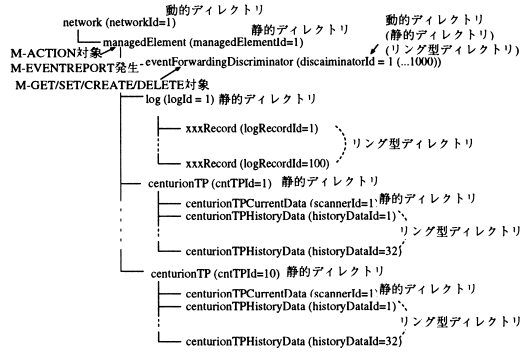 動的ディレクトリ
network (networkId=1)
静的ディレクトリ
動的ディレクトリ
(静的ディレクトリ)
(リング型ディレクトリ)
managedElement (managedElementId=1)
M-ACTION対象
M-EVENTREPORT発生
eventForwardingDiscriminator (discaiminatorId = 1 (...1000))
M-GET/SET/CREATE/DELETE対象
log (logId = 1) 静的ディレクトリ
xxxRecord (logRecordId=1)
リング型ディレクトリ
xxxRecord (logRecordId=100)
centurionTP (cntTPId=1) 静的ディレクトリ
centurionTPCurrentData (scannerId=1 静的ディレクトリ
centurionTPHistoryData (historyDataId=1)
リング型ディレクトリ
centurionTPHistoryData (historyDataId=32)
centurionTP (cntTPId=10) 静的ディレクトリ
centurionTPCurrentData (scannerId=1 静的ディレクトリ
centurionTPHistoryData (historyDataId=1)
リング型ディレクトリ
centurionTPHistoryData (historyDataId=32)